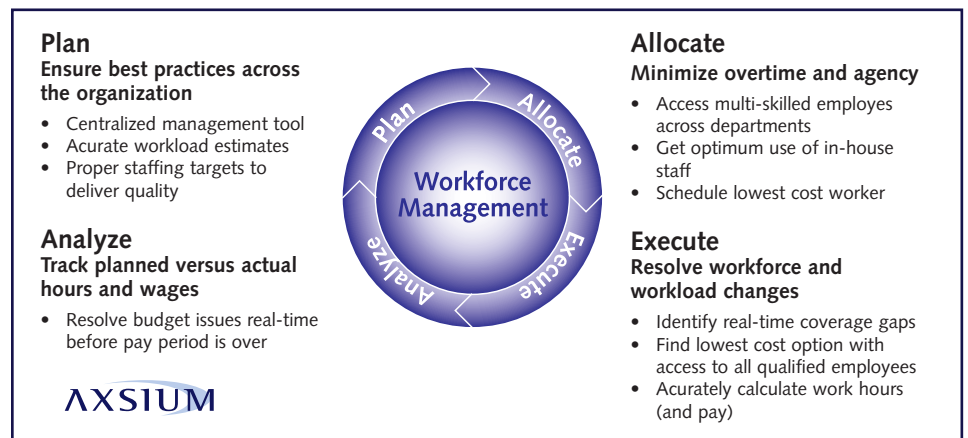 Plan
Ensure best practices across
the organization
• Centralized management tool
• Acurate workload estimates
• Proper staffing targets to
deliver quality
Analyze
Track planned versus actual
hours and wages
• Resolve budget issues real-time
before pay period is over
AXSIUM
Plan
Allocate
Execute
Analyze
Workforce
Management
Allocate
Minimize overtime and agency
• Access multi-skilled employes
across departments
• Get optimum use of in-house
staff
• Schedule lowest cost worker
Execute
Resolve workforce and
workload changes
• Identify real-time coverage gaps
• Find lowest cost option with
access to all qualified employees
• Acurately calculate work hours
(and pay)